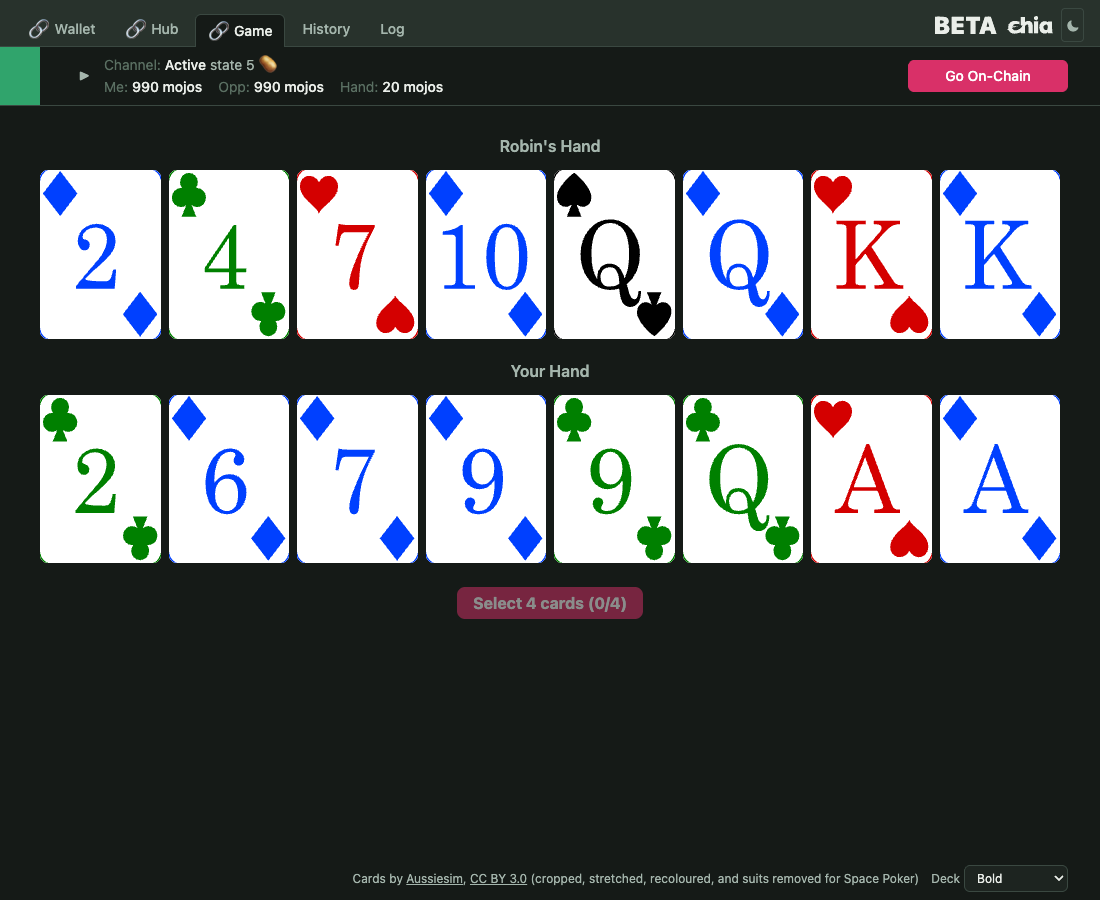 Wallet Hub Game History Log BETA chia
Channel: Active state 5
Me: 990 mojos Opp: 990 mojos Hand: 20 mojos
Go On-Chain
Robin's Hand
2 4 7 10 Q Q K K
Your Hand
2 6 7 9 9 Q A A
Select 4 cards (0/4)
Cards by Aussiesim, CC BY 3.0 (cropped, stretched, recoloured, and suits removed for Space Poker) Deck Bold